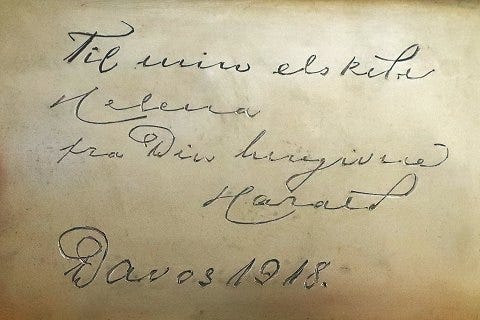 Til min elskede
Helena
fra Din hengivne
Harald
Davos 1918.